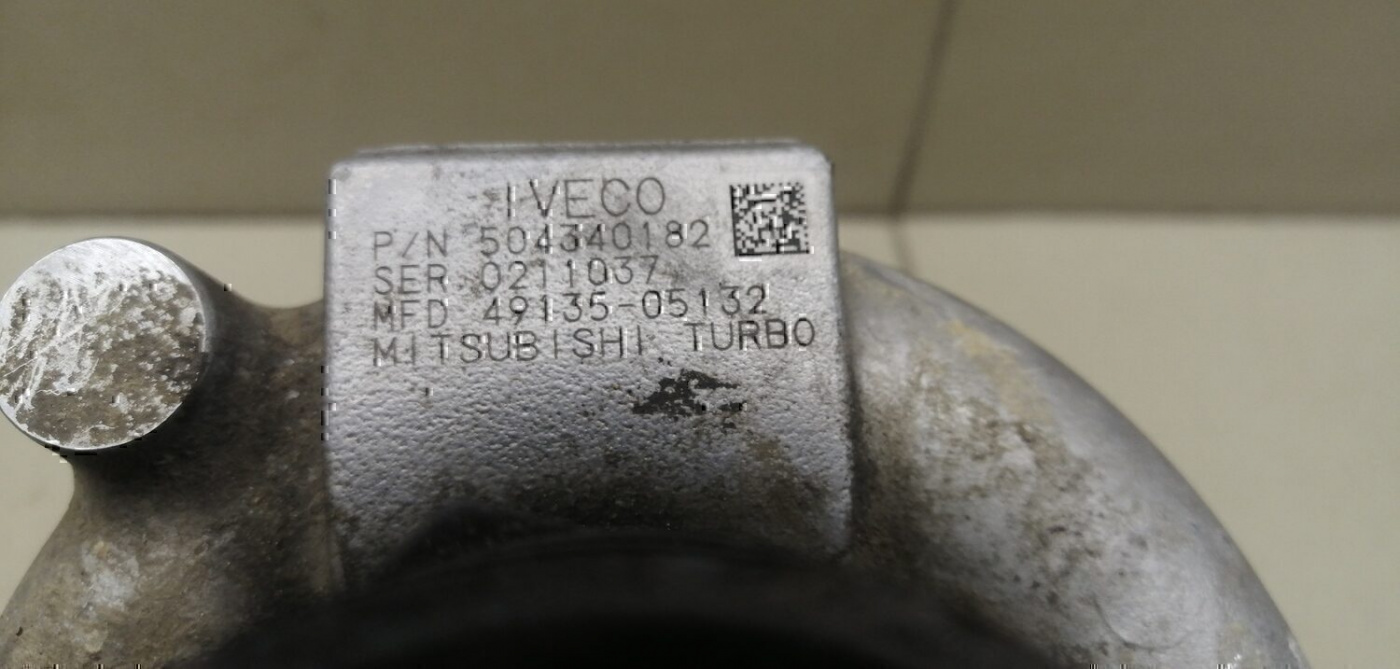 IVECO
P/N 504340182
SER 0211037
MFD 49135-05132
MITSUBISHI TURBO